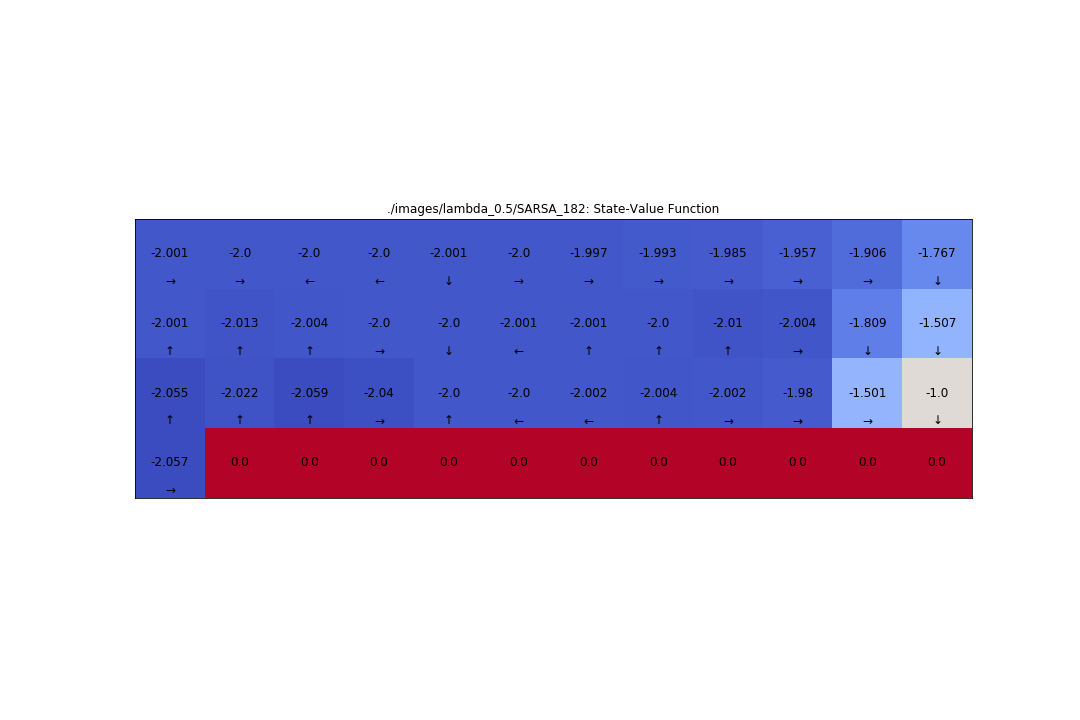 ./images/lambda_0.5/SARSA_182: State-Value Function
-2.001 -2.0 -2.0 -2.0 -2.001 -2.0 -1.997 -1.993 -1.985 -1.957 -1.906 -1.767
→ → ← ← ↓ → → → → → → ↓
-2.001 -2.013 -2.004 -2.0 -2.0 -2.001 -2.001 -2.0 -2.01 -2.004 -1.809 -1.507
↑ ↑ ↑ → ↓ ← ↑ ↑ ↑ → ↓ ↓
-2.055 -2.022 -2.059 -2.04 -2.0 -2.0 -2.002 -2.004 -2.002 -1.98 -1.501 -1.0
↑ ↑ ↑ → ↑ ← ← ↑ → → → ↓
-2.057 0.0 0.0 0.0 0.0 0.0 0.0 0.0 0.0 0.0 0.0 0.0
→